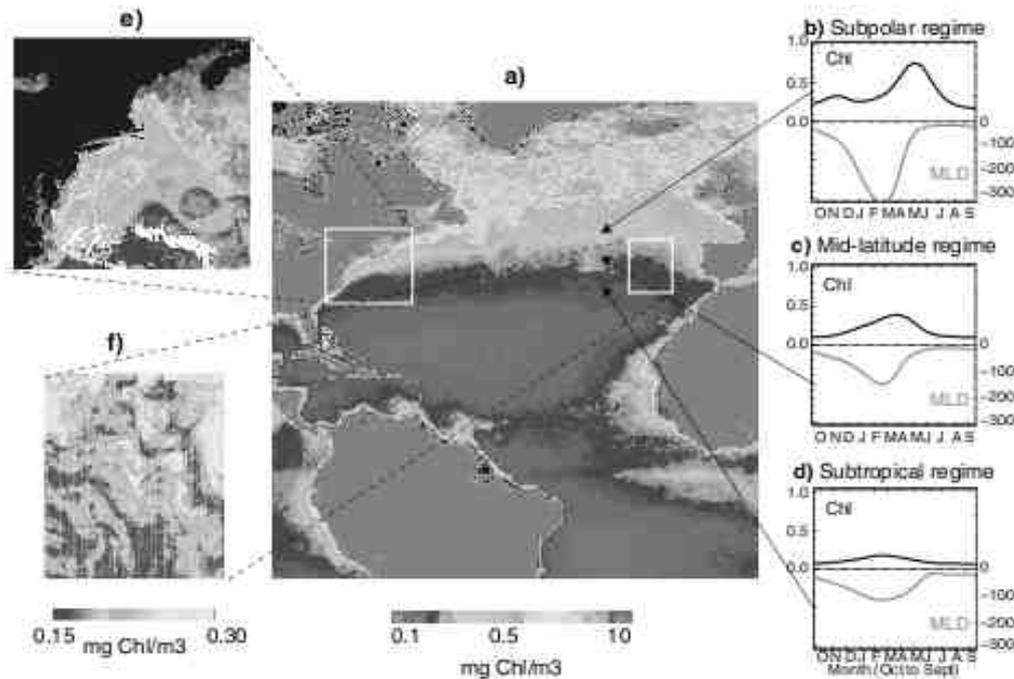 e)
a)
f)
0.15 0.30
mg Chl/m3
0.1 0.5 10
mg Chl/m3
b) Subpolar regime
1.0
Chl
0.5
0.0
0
-100
-200
-300
MLD
O N D J F M A M J J A S
c) Mid-latitude regime
1.0
Chl
0.5
0.0
0
-100
-200
-300
MLD
O N D J F M A M J J A S
d) Subtropical regime
1.0
Chl
0.5
0.0
0
-100
-200
-300
MLD
O N D J F M A M J J A S
Month (Oct to Sept)